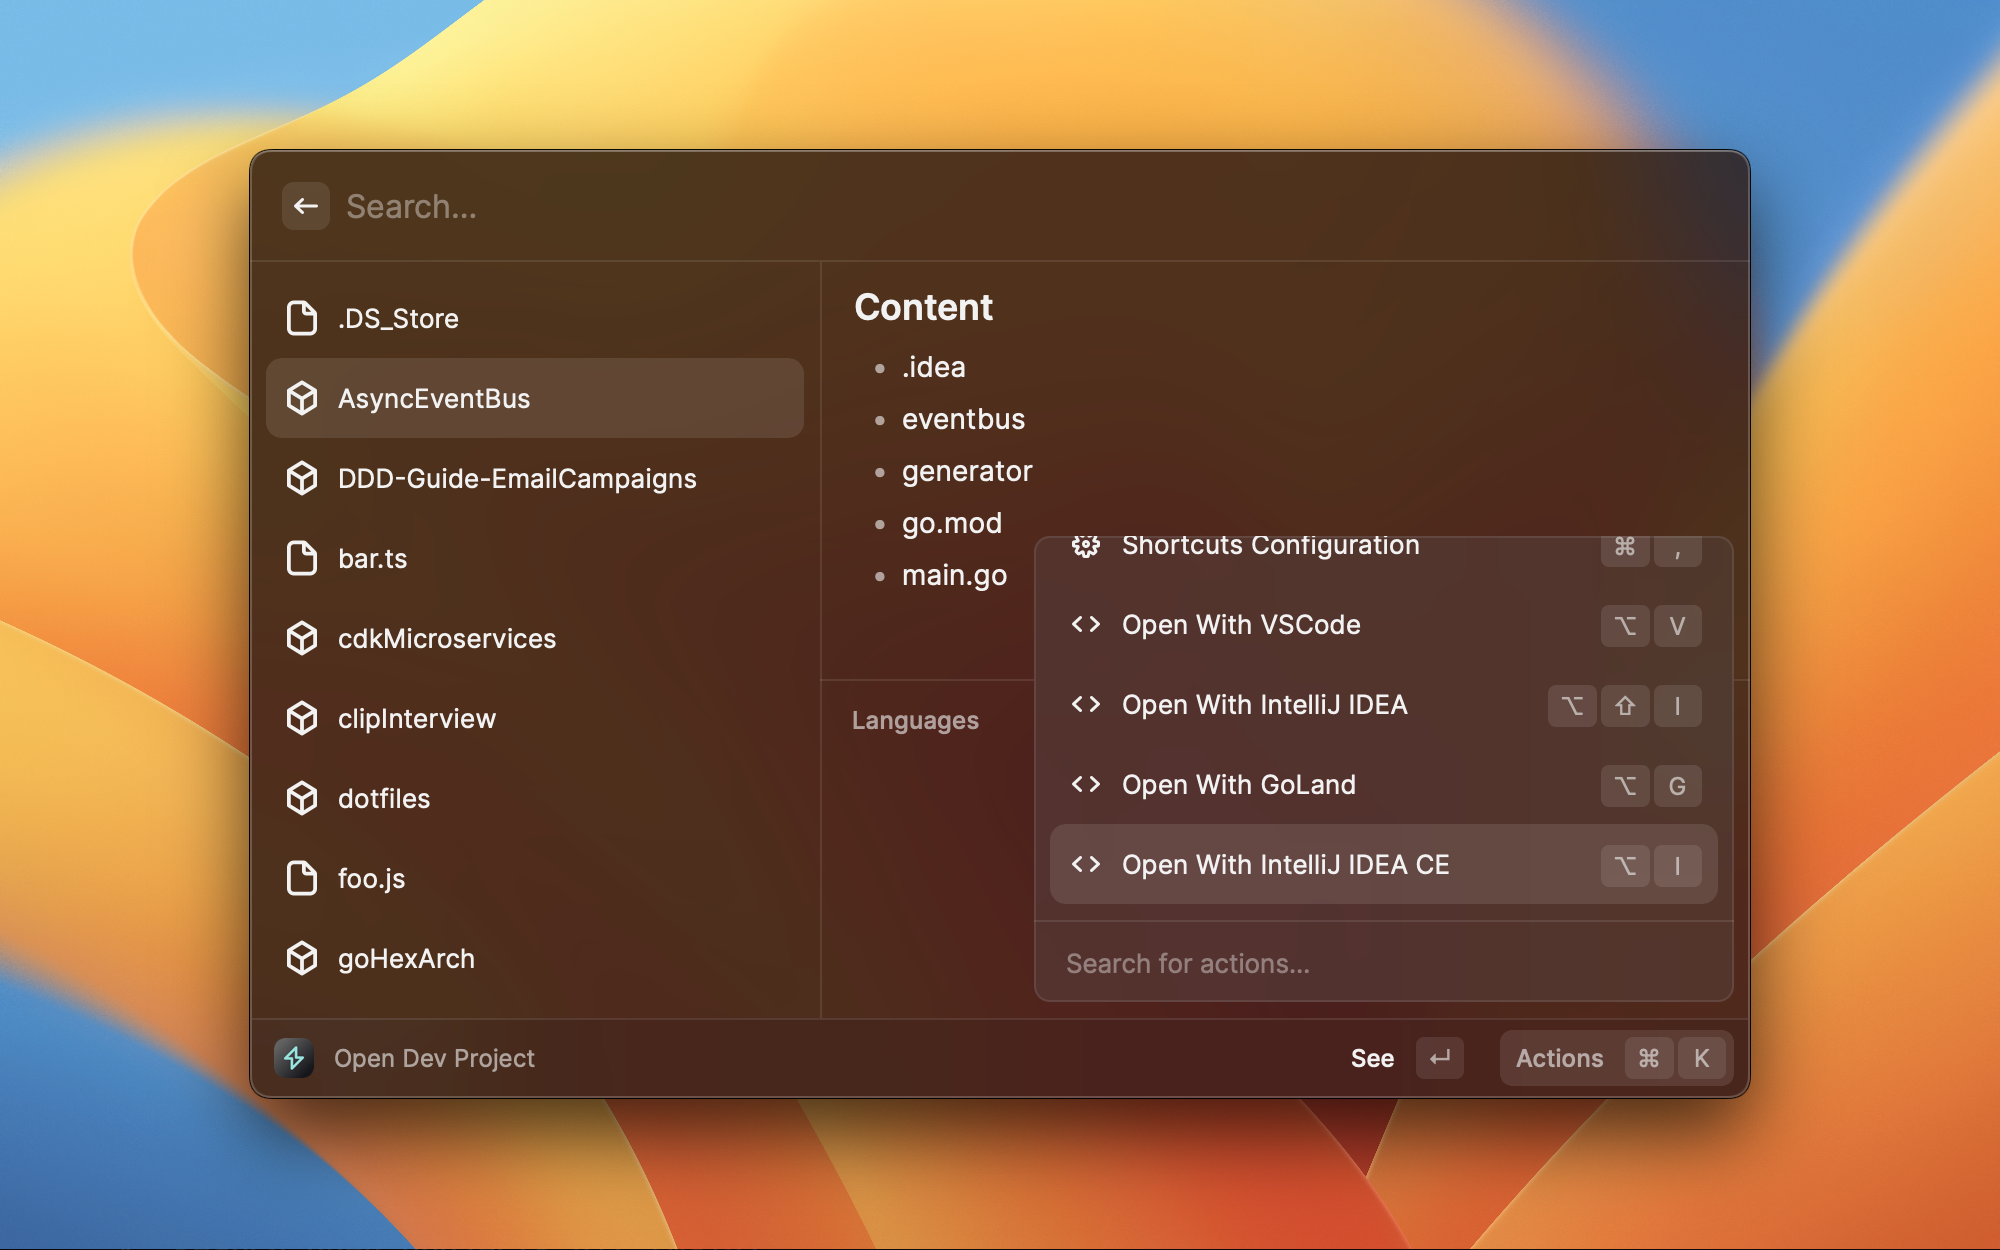 Search...
.DS_Store
AsyncEventBus
DDD-Guide-EmailCampaigns
bar.ts
cdkMicroservices
clipInterview
dotfiles
foo.js
goHexArch
Content
.idea
eventbus
generator
go.mod
main.go
Languages
Shortcuts Configuration ⌘ ,
Open With VSCode ⌥ V
Open With IntelliJ IDEA ⌥ ⇧ I
Open With GoLand ⌥ G
Open With IntelliJ IDEA CE ⌥ I
Search for actions...
Open Dev Project
See ↵
Actions ⌘ K